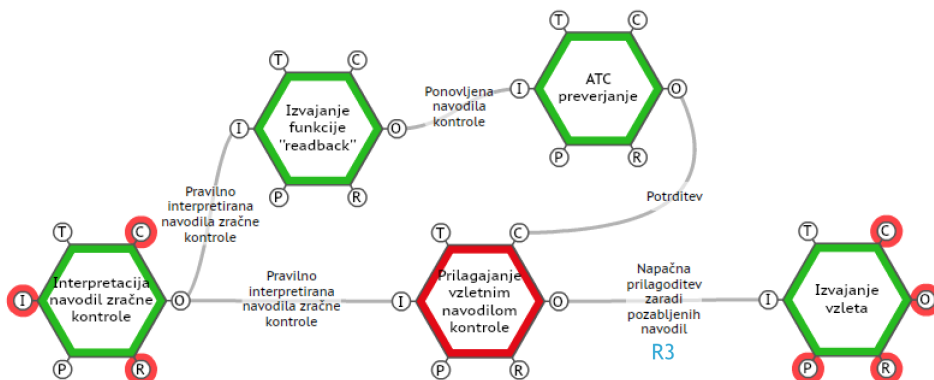 T
C
ATC
preverjanje
I
O
P
R
T
C
Izvajanje
funkcije
"readback"
I
O
P
R
Ponovljena
navodila
kontrole
Pravilno
interpretirana
navodila zračne
kontrole
Potrditev
T
C
Interpretacija
navodil zračne
kontrole
I
O
P
R
Pravilno
interpretirana
navodila zračne
kontrole
T
C
Prilagajanje
vzletnim
navodilom
kontrole
I
O
P
R
Napačna
prilagoditev
zaradi
pozabljenih
navodil
R3
T
C
Izvajanje
vzleta
I
O
P
R